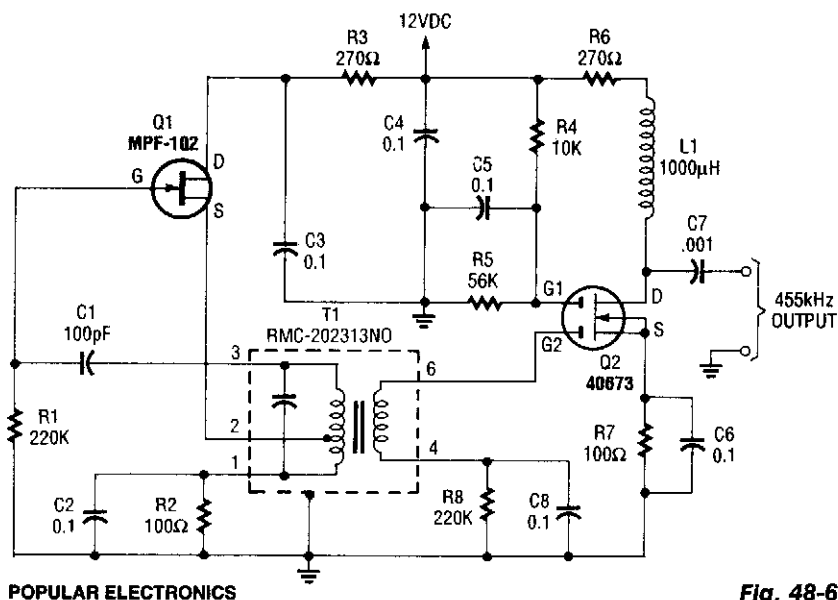 12VDC
R3
270Ω
R6
270Ω
Q1
MPF-102
D
G
S
C4
0.1
R4
10K
L1
1000µH
C5
0.1
C3
0.1
R5
56K
C7
.001
G1
D
G2
S
455kHz
OUTPUT
Q2
40673
T1
RMC-202313NO
C1
100pF
3
6
2
R1
220K
1
4
R7
100Ω
C6
0.1
C2
0.1
R2
100Ω
R8
220K
C8
0.1
POPULAR ELECTRONICS
Fig. 48-6